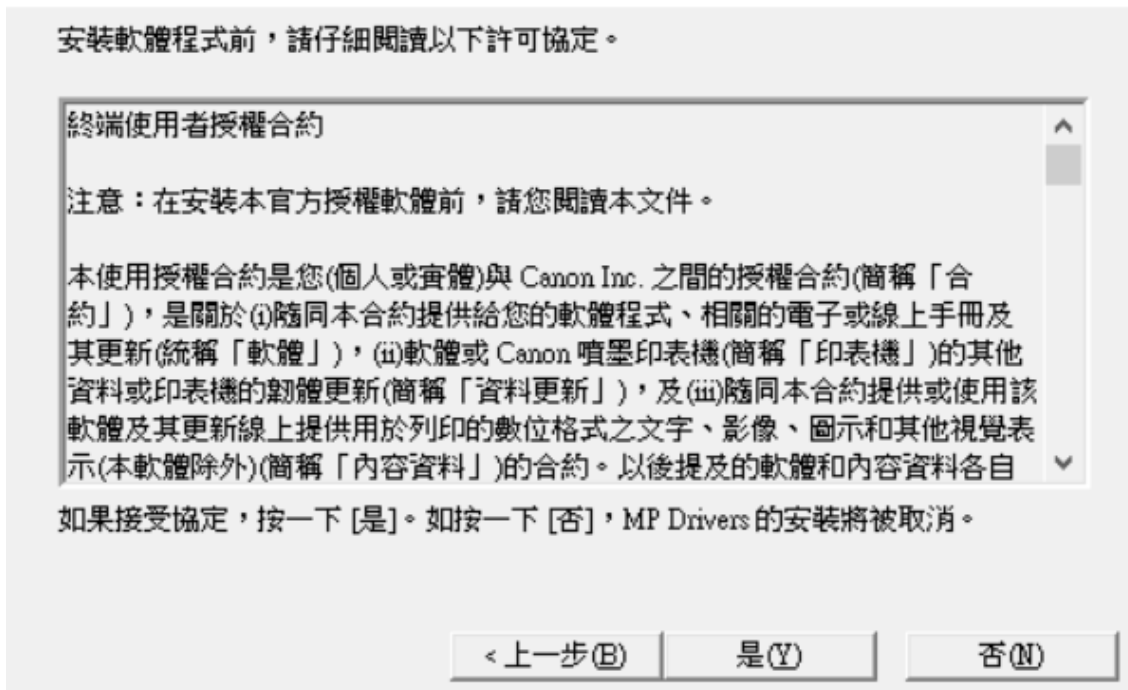 安裝軟體程式前，請仔細閱讀以下許可協定。
終端使用者授權合約
注意：在安裝本官方授權軟體前，請您閱讀本文件。
本使用授權合約是您(個人或實體)與 Canon Inc. 之間的授權合約(簡稱「合
約」)，是關於(i)隨同本合約提供給您的軟體程式、相關的電子或線上手冊及
其更新(統稱「軟體」)，(ii)軟體或 Canon 噴墨印表機(簡稱「印表機」)的其他
資料或印表機的韌體更新(簡稱「資料更新」)，及(iii)隨同本合約提供或使用該
軟體及其更新線上提供用於列印的數位格式之文字、影像、圖示和其他視覺表
示(本軟體除外)(簡稱「內容資料」)的合約。以後提及的軟體和內容資料各自
如果接受協定，按一下 [是]。如按一下 [否]，MP Drivers 的安裝將被取消。
<上一步(B) 是(Y) 否(N)